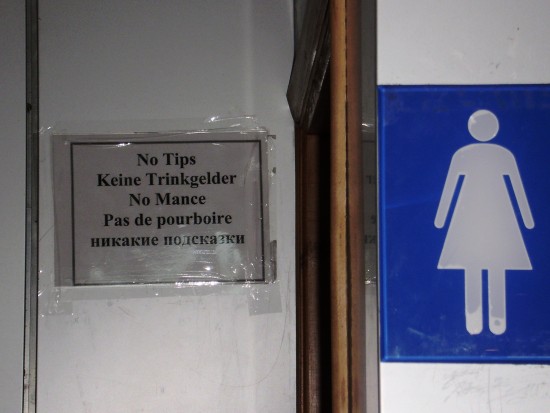 No Tips
Keine Trinkgelder
No Mance
Pas de pourboire
никакие подсказки